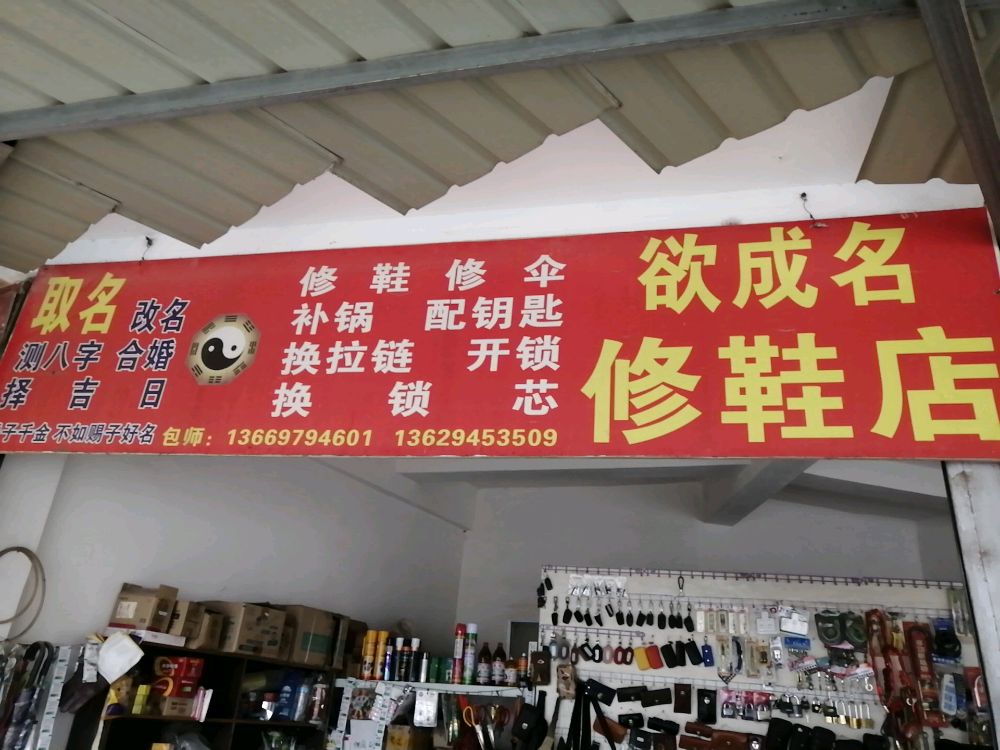 取名 改名
测八字 合婚
择吉日
子千金 不如赐子好名
包师：13669794601 13629453509
修鞋修伞
补锅 配钥匙
换拉链 开锁
换锁芯
欲成名
修鞋店